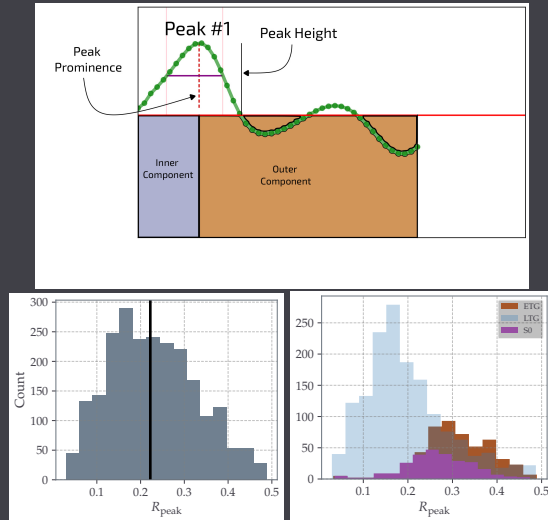 Peak #1
Peak Height
Peak
Prominence
Inner
Component
Outer
Component
300
250
200
150
100
50
0
Count
0.1 0.2 0.3 0.4 0.5
R_peak
250
200
150
100
50
0
ETG
LTG
S0
0.1 0.2 0.3 0.4 0.5
R_peak